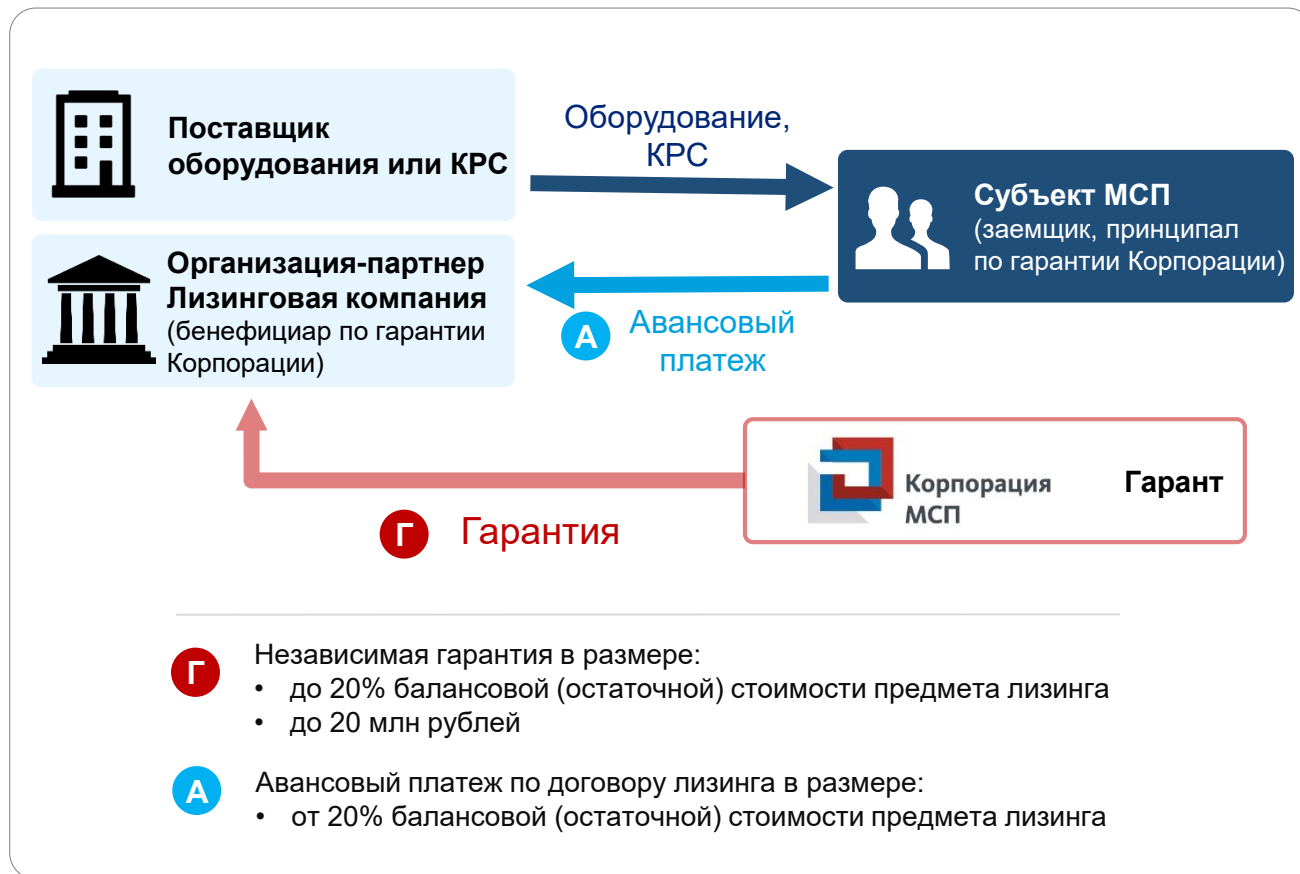 Поставщик
оборудования или КРС
Оборудование,
КРС
Субъект МСП
(заемщик, принципал
по гарантии Корпорации)
Организация-партнер
Лизинговая компания
(бенефициар по гарантии
Корпорации)
А
Авансовый
платеж
Корпорация
МСП
Гарант
Г
Гарантия
Г
Независимая гарантия в размере:
• до 20% балансовой (остаточной) стоимости предмета лизинга
• до 20 млн рублей
А
Авансовый платеж по договору лизинга в размере:
• от 20% балансовой (остаточной) стоимости предмета лизинга